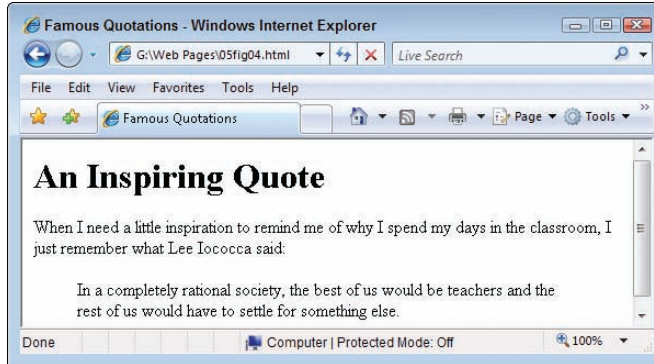 Famous Quotations - Windows Internet Explorer
G:\Web Pages\05fig04.html Live Search
File Edit View Favorites Tools Help
Famous Quotations Page Tools »
An Inspiring Quote
When I need a little inspiration to remind me of why I spend my days in the classroom, I
just remember what Lee Iococca said:
In a completely rational society, the best of us would be teachers and the
rest of us would have to settle for something else.
Done Computer | Protected Mode: Off 100%